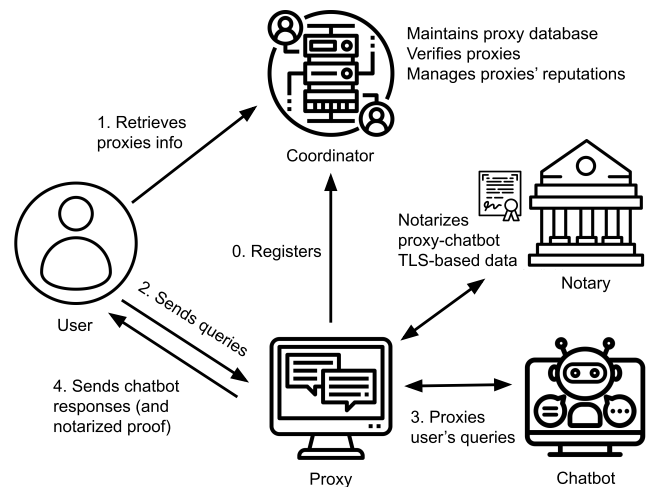 Maintains proxy database
Verifies proxies
Manages proxies' reputations
Coordinator
1. Retrieves
proxies info
0. Registers
Notarizes
proxy-chatbot
TLS-based data
Notary
User
2. Sends queries
4. Sends chatbot
responses (and
notarized proof)
3. Proxies
user's queries
Proxy
Chatbot